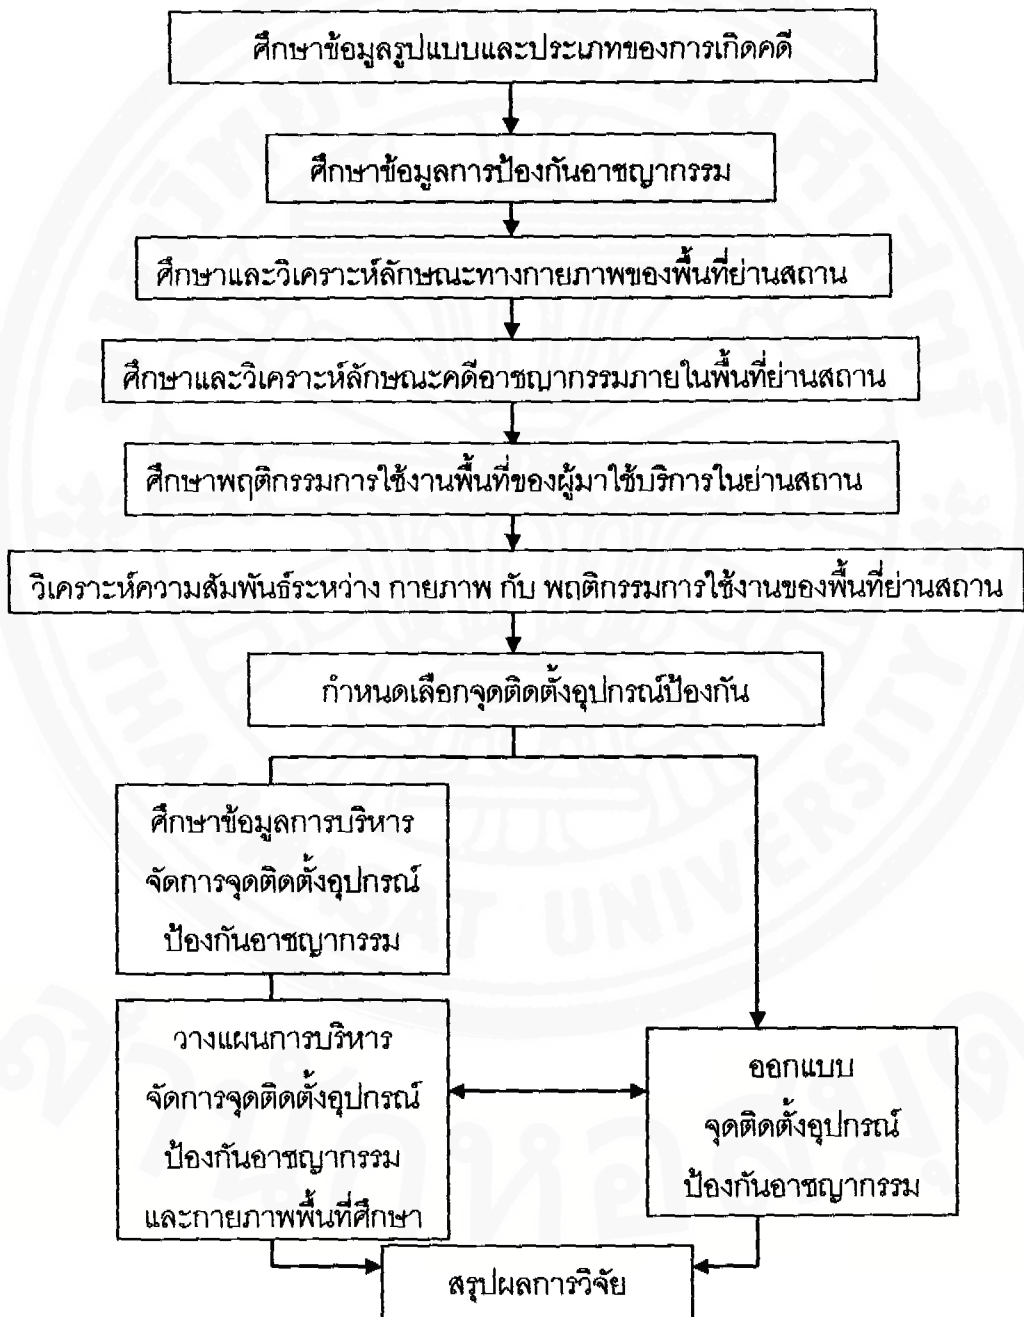 ศึกษาข้อมูลรูปแบบและประเภทของการเกิดคดี
ศึกษาข้อมูลการป้องกันอาชญากรรม
ศึกษาและวิเคราะห์ลักษณะทางกายภาพของพื้นที่ย่านสถาน
ศึกษาและวิเคราะห์ลักษณะคดีอาชญากรรมภายในพื้นที่ย่านสถาน
ศึกษาพฤติกรรมการใช้งานพื้นที่ของผู้มาใช้บริการในย่านสถาน
วิเคราะห์ความสัมพันธ์ระหว่าง กายภาพ กับ พฤติกรรมการใช้งานของพื้นที่ย่านสถาน
กำหนดเลือกจุดติดตั้งอุปกรณ์ป้องกัน
ศึกษาข้อมูลการบริหาร
จัดการจุดติดตั้งอุปกรณ์
ป้องกันอาชญากรรม
วางแผนการบริหาร
จัดการจุดติดตั้งอุปกรณ์
ป้องกันอาชญากรรม
และกายภาพพื้นที่ศึกษา
ออกแบบ
จุดติดตั้งอุปกรณ์
ป้องกันอาชญากรรม
สรุปผลการวิจัย
THAMMASAT UNIVERSITY
สำนักหอสมุด